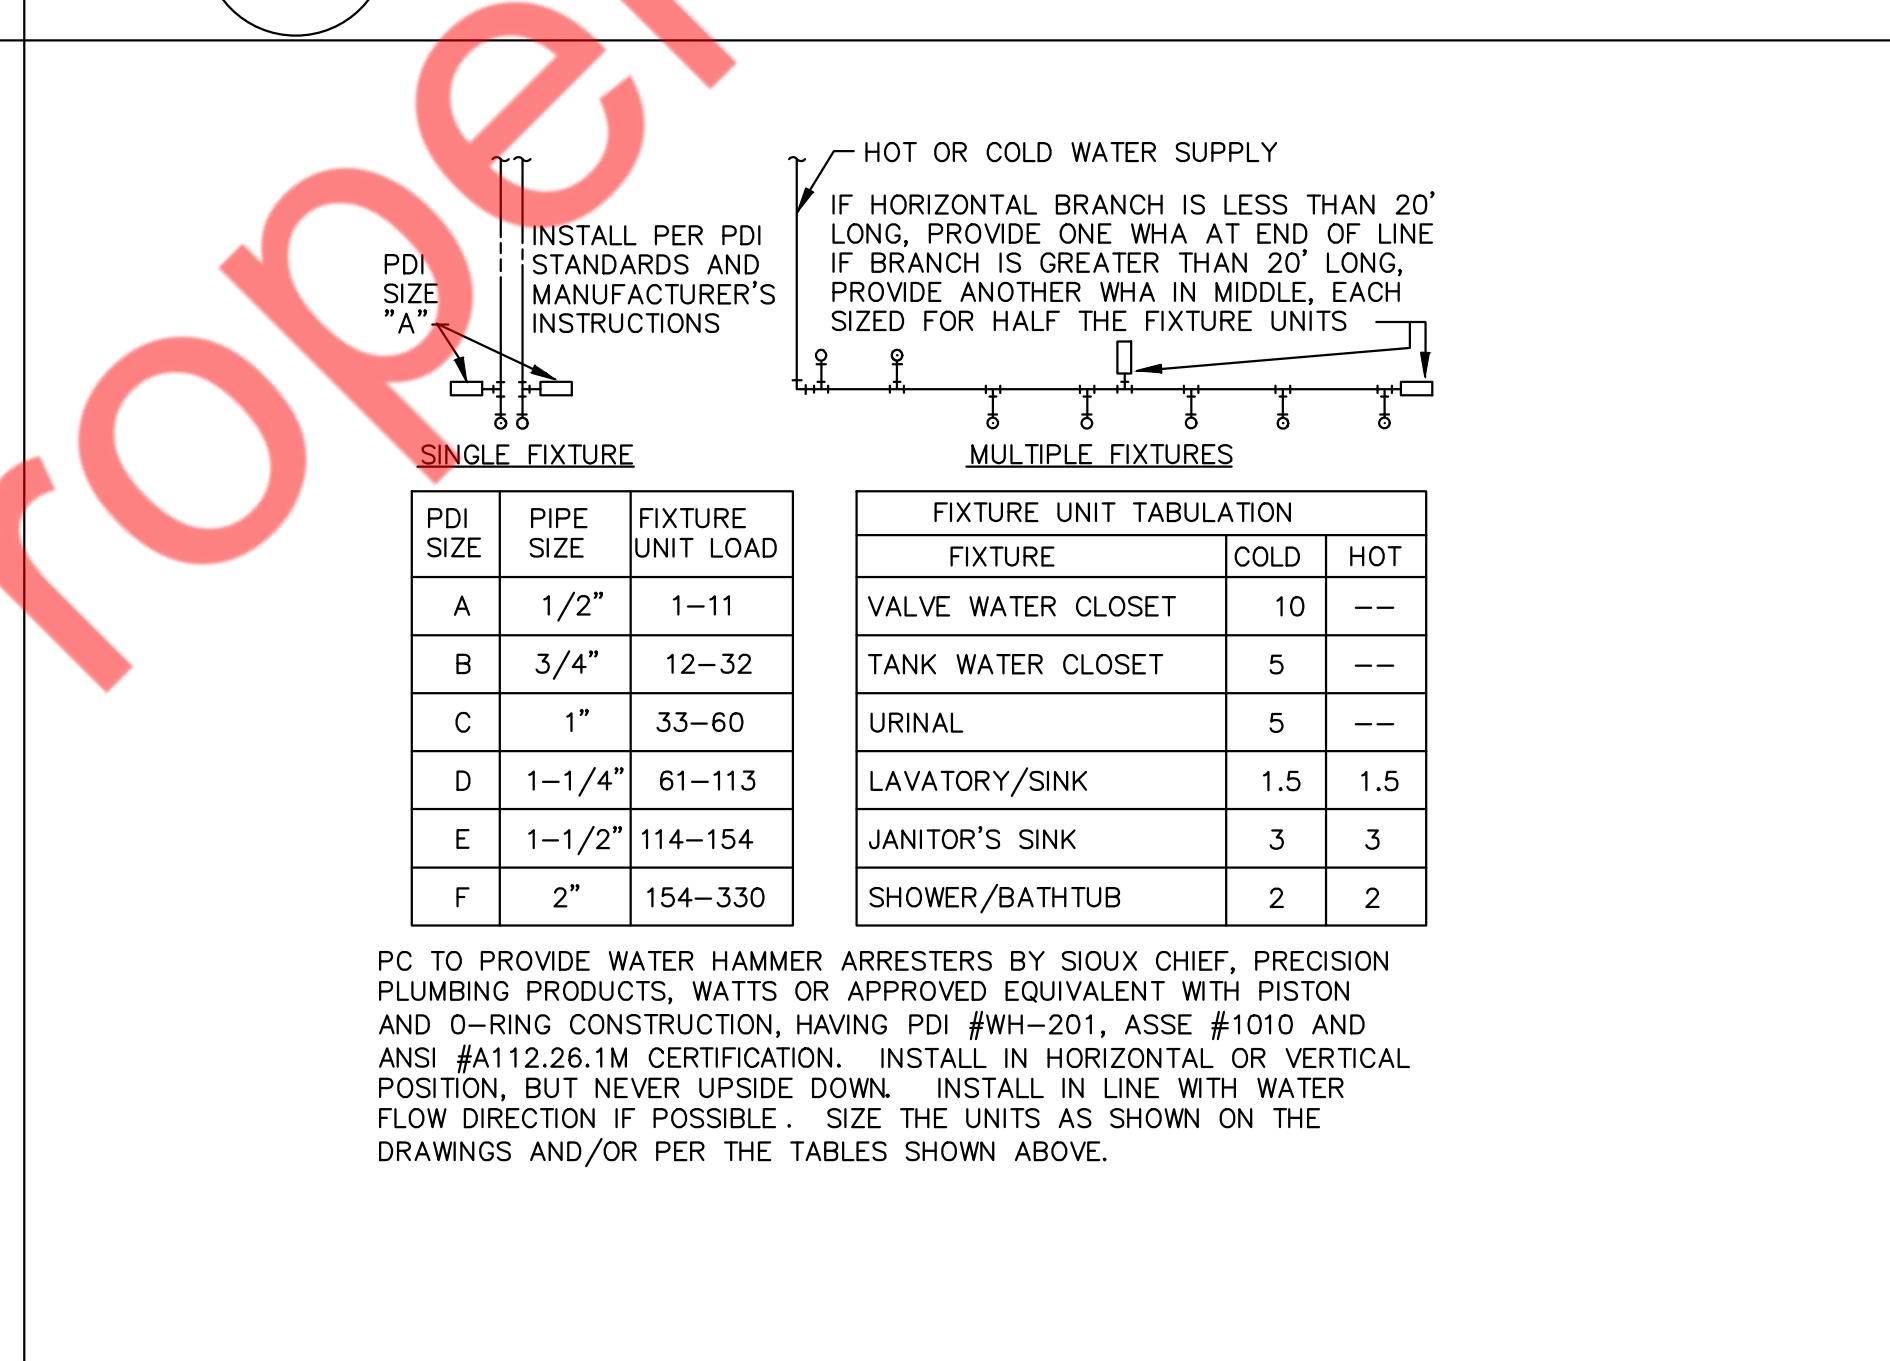 HOT OR COLD WATER SUPPLY
IF HORIZONTAL BRANCH IS LESS THAN 20'
LONG, PROVIDE ONE WHA AT END OF LINE
IF BRANCH IS GREATER THAN 20' LONG,
PROVIDE ANOTHER WHA IN MIDDLE, EACH
SIZED FOR HALF THE FIXTURE UNITS
INSTALL PER PDI
STANDARDS AND
MANUFACTURER'S
INSTRUCTIONS
PDI
SIZE
"A"
SINGLE FIXTURE
MULTIPLE FIXTURES
PDI SIZE PIPE SIZE FIXTURE UNIT LOAD
A 1/2" 1-11
B 3/4" 12-32
C 1" 33-60
D 1-1/4" 61-113
E 1-1/2" 114-154
F 2" 154-330
FIXTURE UNIT TABULATION
FIXTURE COLD HOT
VALVE WATER CLOSET 10 --
TANK WATER CLOSET 5 --
URINAL 5 --
LAVATORY/SINK 1.5 1.5
JANITOR'S SINK 3 3
SHOWER/BATHTUB 2 2
PC TO PROVIDE WATER HAMMER ARRESTERS BY SIOUX CHIEF, PRECISION
PLUMBING PRODUCTS, WATTS OR APPROVED EQUIVALENT WITH PISTON
AND O-RING CONSTRUCTION, HAVING PDI #WH-201, ASSE #1010 AND
ANSI #A112.26.1M CERTIFICATION. INSTALL IN HORIZONTAL OR VERTICAL
POSITION, BUT NEVER UPSIDE DOWN. INSTALL IN LINE WITH WATER
FLOW DIRECTION IF POSSIBLE. SIZE THE UNITS AS SHOWN ON THE
DRAWINGS AND/OR PER THE TABLES SHOWN ABOVE.
roper